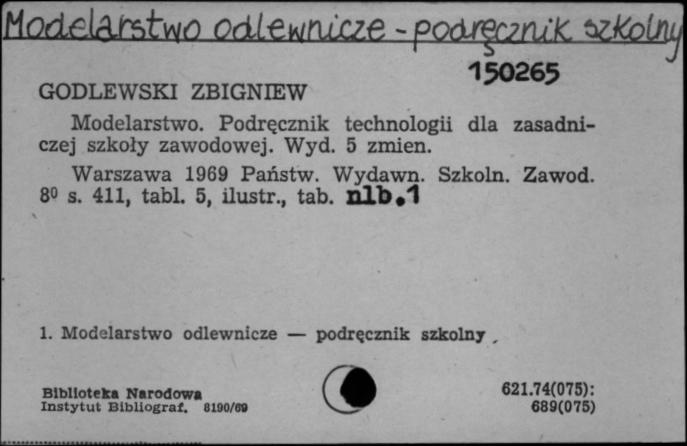 Modelarstwo odlewnicze - podręcznik szkolny
150265
GODLEWSKI ZBIGNIEW
Modelarstwo. Podręcznik technologii dla zasadni-
czej szkoły zawodowej. Wyd. 5 zmien.
Warszawa 1969 Państw. Wydawn. Szkoln. Zawod.
8⁰ s. 411, tabl. 5, ilustr., tab. nlb.1
1. Modelarstwo odlewnicze — podręcznik szkolny
Biblioteka Narodowa
Instytut Bibliograf. 8190/69
621.74(075):
689(075)